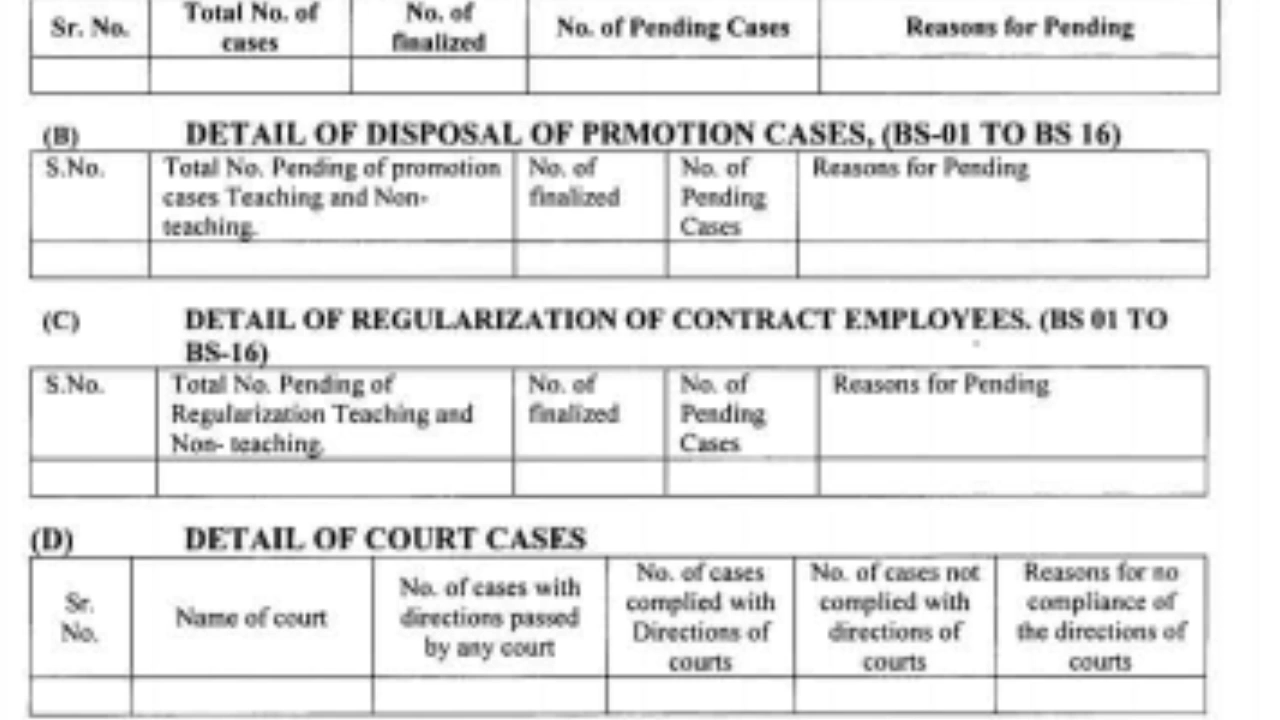 Sr. No. Total No. of cases No. of finalized No. of Pending Cases Reasons for Pending
(B) DETAIL OF DISPOSAL OF PRMOTION CASES, (BS-01 TO BS 16)
S.No. Total No. Pending of promotion No. of No. of Reasons for Pending
cases Teaching and Non- finalized Pending
teaching. Cases
(C) DETAIL OF REGULARIZATION OF CONTRACT EMPLOYEES. (BS 01 TO
BS-16)
S.No. Total No. Pending of No. of No. of Reasons for Pending
Regularization Teaching and finalized Pending
Non- teaching. Cases
(D) DETAIL OF COURT CASES
Sr. No.
Name of court
No. of cases with
directions passed
by any court
No. of cases
complied with
Directions of
courts
No. of cases not
complied with
directions of
courts
Reasons for no
compliance of
the directions of
courts